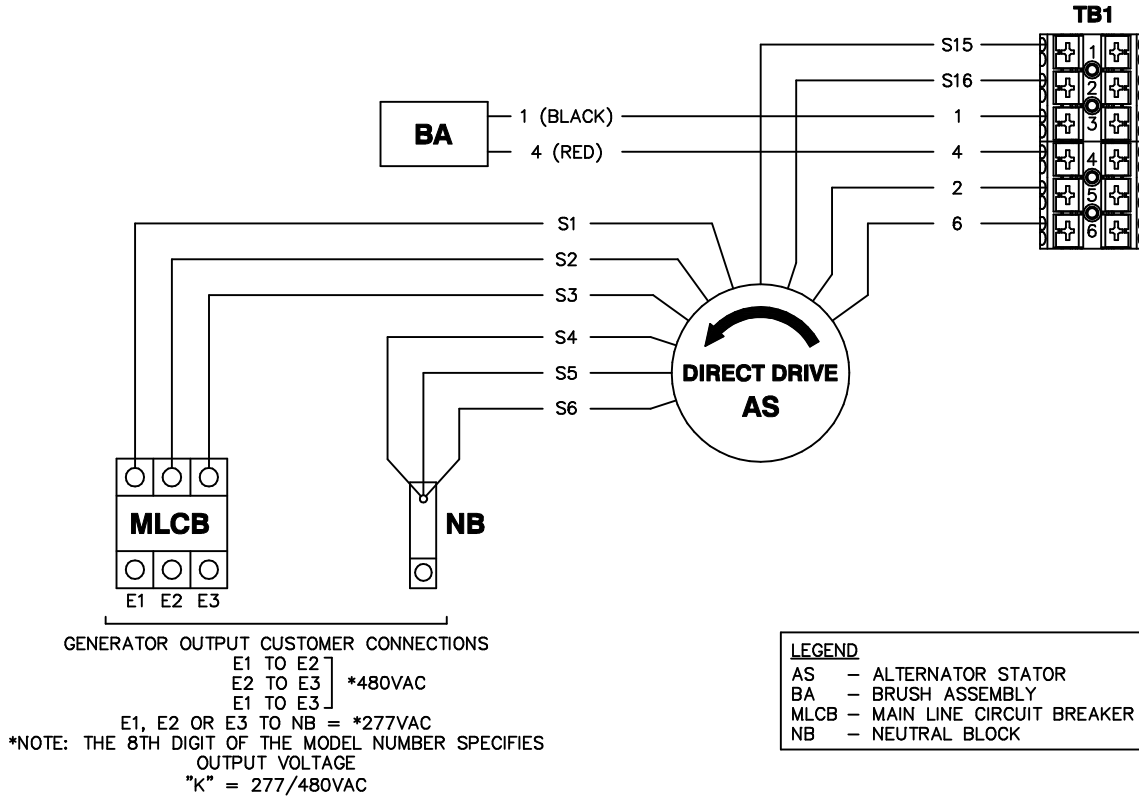 TB1
S15
1
S16
2
BA
1 (BLACK)
1
3
4 (RED)
4
4
2
5
S1
6
6
S2
S3
S4
S5
S6
DIRECT DRIVE
AS
MLCB
NB
E1 E2 E3
GENERATOR OUTPUT CUSTOMER CONNECTIONS
E1 TO E2
E2 TO E3 *480VAC
E1 TO E3
E1, E2 OR E3 TO NB = *277VAC
*NOTE: THE 8TH DIGIT OF THE MODEL NUMBER SPECIFIES
OUTPUT VOLTAGE
"K" = 277/480VAC
LEGEND
AS – ALTERNATOR STATOR
BA – BRUSH ASSEMBLY
MLCB – MAIN LINE CIRCUIT BREAKER
NB – NEUTRAL BLOCK